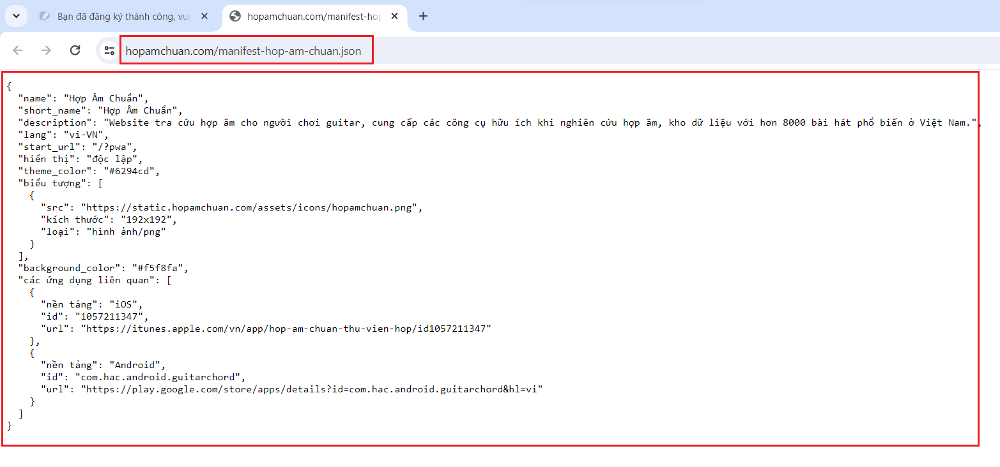 Bạn đã đăng ký thành công, vui
hopamchuan.com/manifest-hop
hopamchuan.com/manifest-hop-am-chuan.json
{
"name": "Hợp Âm Chuẩn",
"short_name": "Hợp Âm Chuẩn",
"description": "Website tra cứu hợp âm cho người chơi guitar, cung cấp các công cụ hữu ích khi nghiên cứu hợp âm, kho dữ liệu với hơn 8000 bài hát phổ biến ở Việt Nam.",
"lang": "vi-VN",
"start_url": "/?pwa",
"hiển thị": "độc lập",
"theme_color": "#6294cd",
"biểu tượng": [
{
"src": "https://static.hopamchuan.com/assets/icons/hopamchuan.png",
"kích thước": "192x192",
"loại": "hình ảnh/png"
}
],
"background_color": "#f5f8fa",
"các ứng dụng liên quan": [
{
"nền tảng": "iOS",
"id": "1057211347",
"url": "https://itunes.apple.com/vn/app/hop-am-chuan-thu-vien-hop/id1057211347"
},
{
"nền tảng": "Android",
"id": "com.hac.android.guitarchord",
"url": "https://play.google.com/store/apps/details?id=com.hac.android.guitarchord&hl=vi"
}
]
}